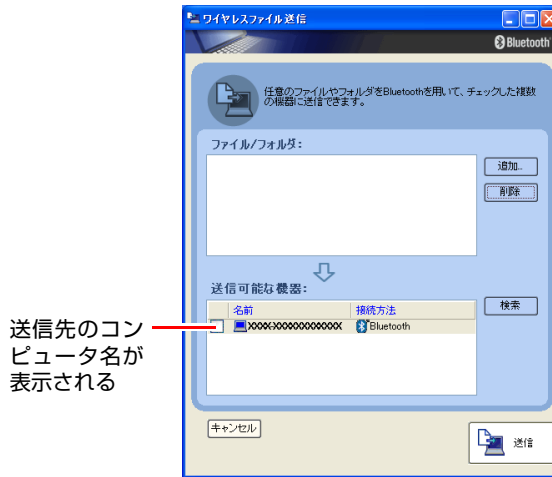 ワイヤレスファイル送信
Bluetooth
任意のファイルやフォルダをBluetoothを用いて、チェックした複数
の機器に送信できます。
ファイル/フォルダ:
追加...
削除
送信可能な機器:
名前 接続方法
検索
XXXX-XXXXXXXXXXXX Bluetooth
送信先のコン
ピュータ名が
表示される
キャンセル
送信